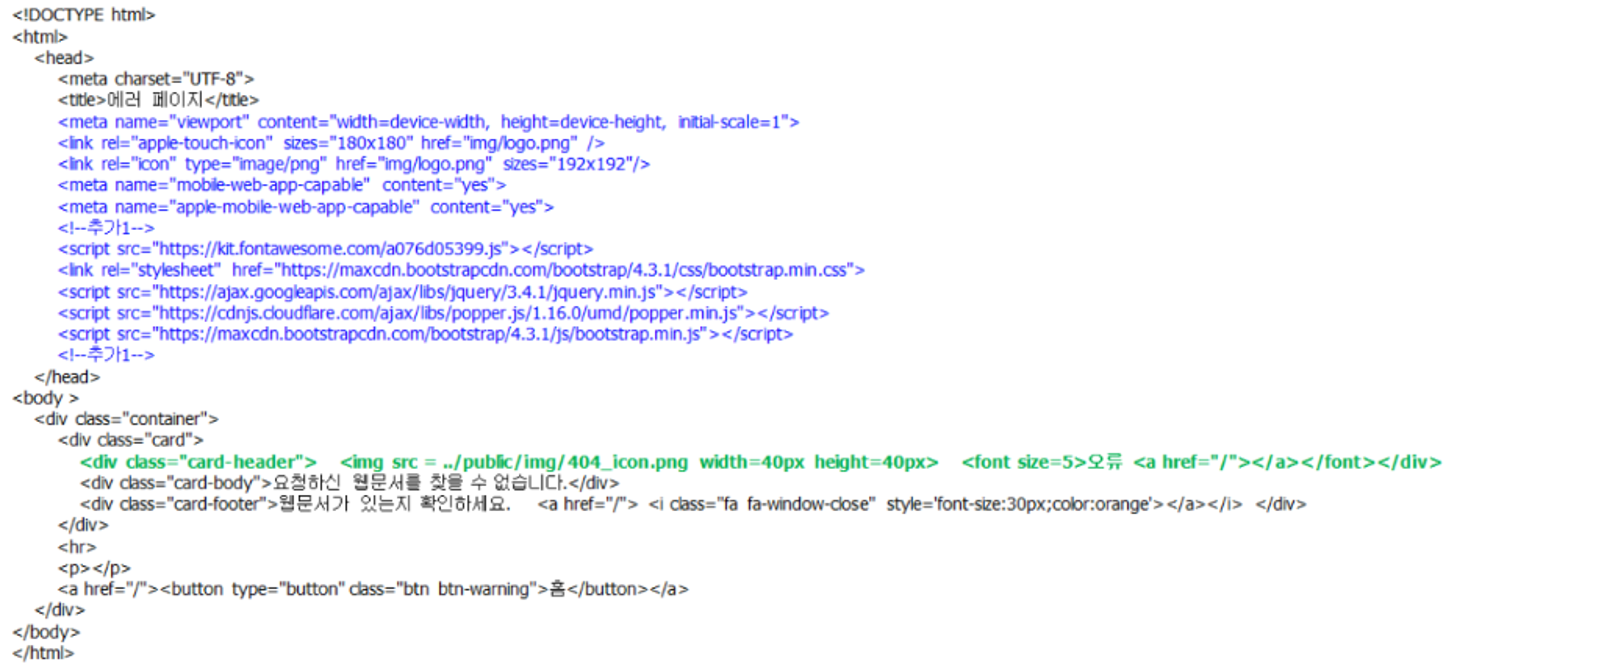 <!DOCTYPE html>
<html>
<head>
<meta charset="UTF-8">
<title>에러 페이지</title>
<meta name="viewport" content="width=device-width, height=device-height, initial-scale=1">
<link rel="apple-touch-icon" sizes="180x180" href="img/logo.png" />
<link rel="icon" type="image/png" href="img/logo.png" sizes="192x192"/>
<meta name="mobile-web-app-capable" content="yes">
<meta name="apple-mobile-web-app-capable" content="yes">
<!--추가1-->
<script src="https://kit.fontawesome.com/a076d05399.js"></script>
<link rel="stylesheet" href="https://maxcdn.bootstrapcdn.com/bootstrap/4.3.1/css/bootstrap.min.css">
<script src="https://ajax.googleapis.com/ajax/libs/jquery/3.4.1/jquery.min.js"></script>
<script src="https://cdnjs.cloudflare.com/ajax/libs/popper.js/1.16.0/umd/popper.min.js"></script>
<script src="https://maxcdn.bootstrapcdn.com/bootstrap/4.3.1/js/bootstrap.min.js"></script>
<!--추가1-->
</head>
<body >
<div class="container">
<div class="card">
<div class="card-header"> <img src = ../public/img/404_icon.png width=40px height=40px> <font size=5>오류 <a href="/"></a></font></div>
<div class="card-body">요청하신 웹문서를 찾을 수 없습니다.</div>
<div class="card-footer">웹문서가 있는지 확인하세요. <a href="/"> <i class="fa fa-window-close" style='font-size:30px;color:orange'></a></i> </div>
</div>
<hr>
<p></p>
<a href="/"><button type="button" class="btn btn-warning">홈</button></a>
</div>
</body>
</html>